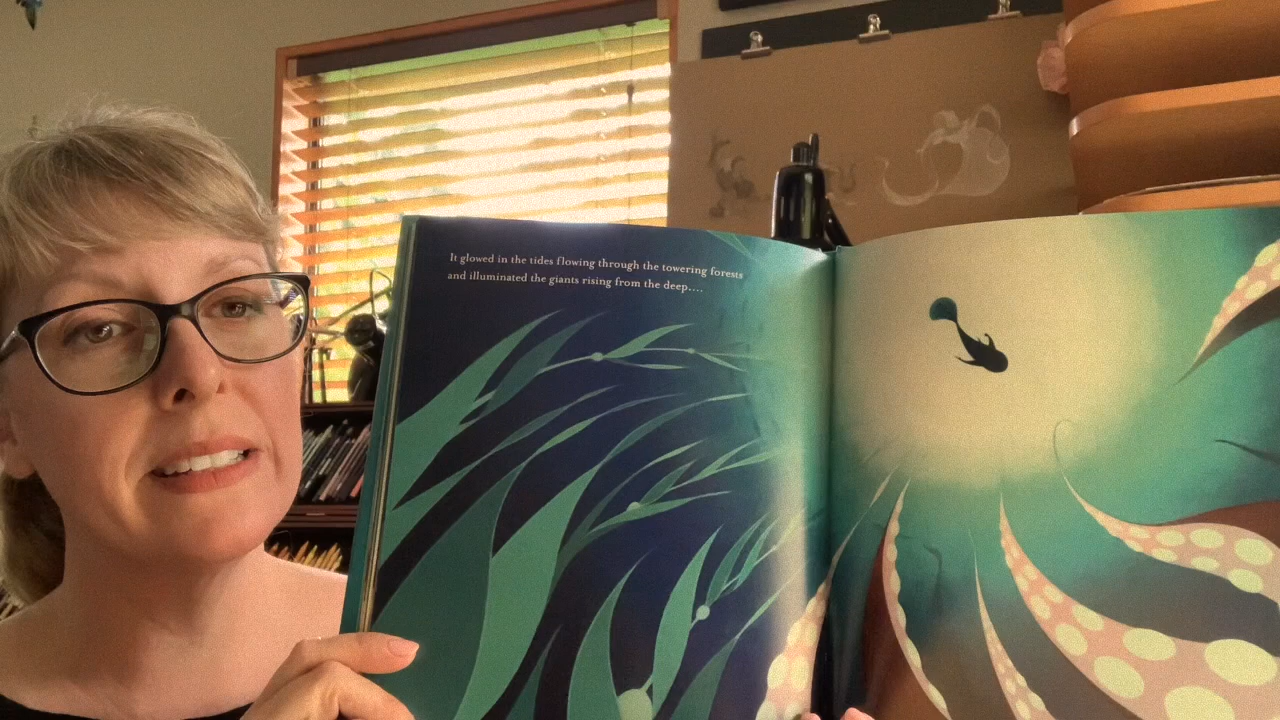 It glowed in the tides flowing through the towering forests
and illuminated the giants rising from the deep....